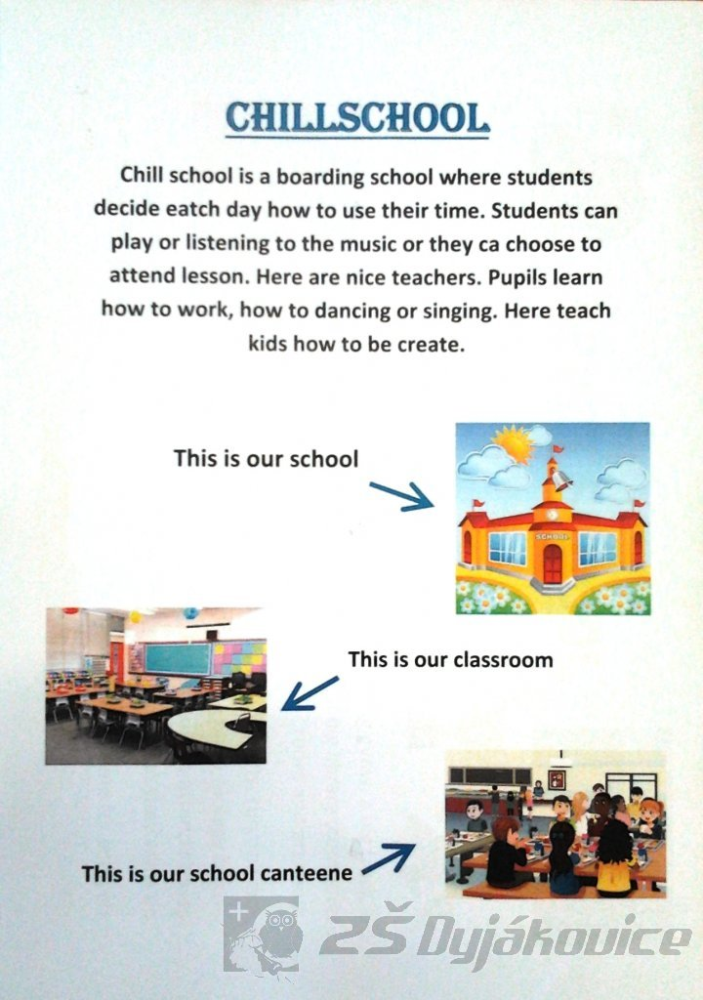 CHILLSCHOOL
Chill school is a boarding school where students
decide eatch day how to use their time. Students can
play or listening to the music or they ca choose to
attend lesson. Here are nice teachers. Pupils learn
how to work, how to dancing or singing. Here teach
kids how to be create.
This is our school
SCHOOL
This is our classroom
This is our school canteene
ZŠ Dyjákovice